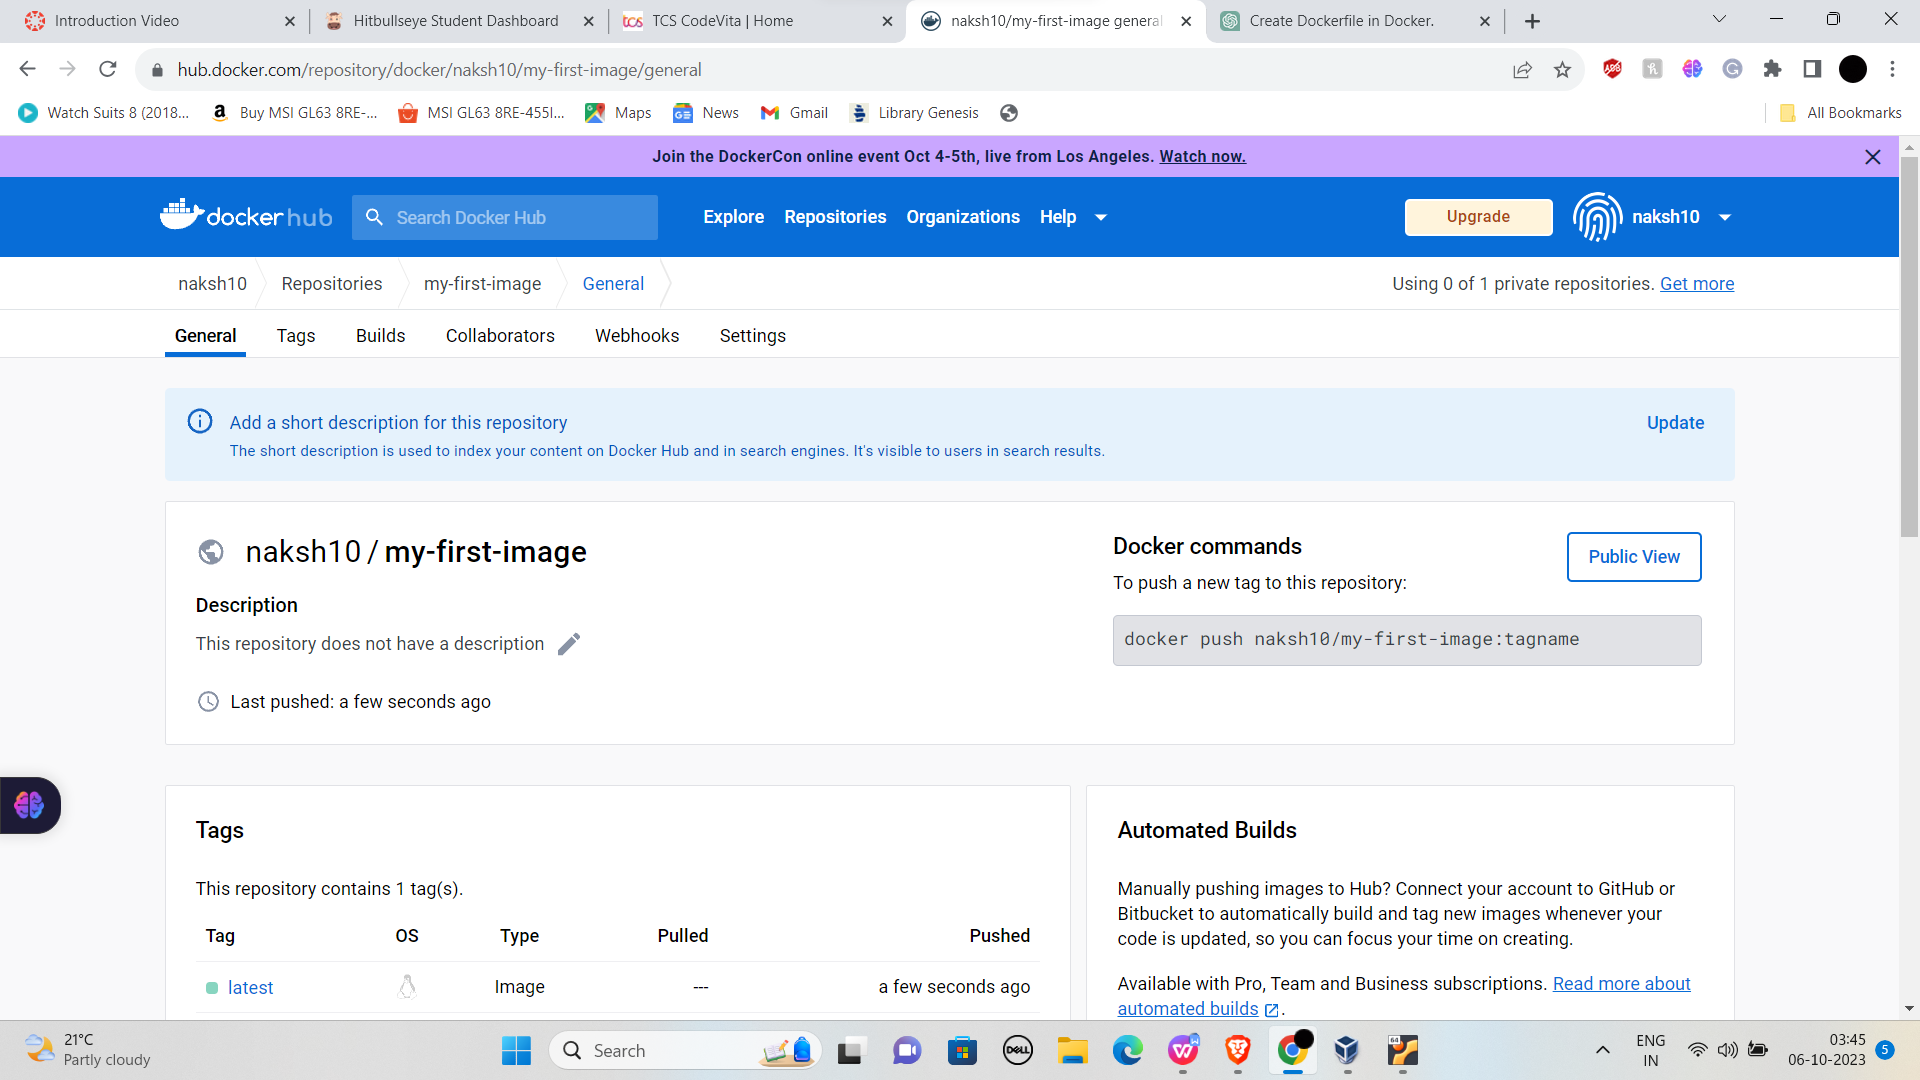 Introduction Video
Hitbullseye Student Dashboard
tcs TCS CodeVita | Home
naksh10/my-first-image general
Create Dockerfile in Docker.
hub.docker.com/repository/docker/naksh10/my-first-image/general
Watch Suits 8 (2018...
Buy MSI GL63 8RE-...
MSI GL63 8RE-455I...
Maps
News
Gmail
Library Genesis
All Bookmarks
Join the DockerCon online event Oct 4-5th, live from Los Angeles. Watch now.
docker hub
Search Docker Hub
Explore
Repositories
Organizations
Help
Upgrade
naksh10
naksh10
Repositories
my-first-image
General
Using 0 of 1 private repositories. Get more
General
Tags
Builds
Collaborators
Webhooks
Settings
Add a short description for this repository
Update
The short description is used to index your content on Docker Hub and in search engines. It's visible to users in search results.
naksh10 / my-first-image
Description
This repository does not have a description
Last pushed: a few seconds ago
Docker commands
Public View
To push a new tag to this repository:
docker push naksh10/my-first-image:tagname
Tags
This repository contains 1 tag(s).
Tag OS Type Pulled Pushed
latest Image --- a few seconds ago
Automated Builds
Manually pushing images to Hub? Connect your account to GitHub or
Bitbucket to automatically build and tag new images whenever your
code is updated, so you can focus your time on creating.
Available with Pro, Team and Business subscriptions. Read more about
automated builds .
21°C
Partly cloudy
Search
DELL
64
ENG
IN
03:45
06-10-2023
5